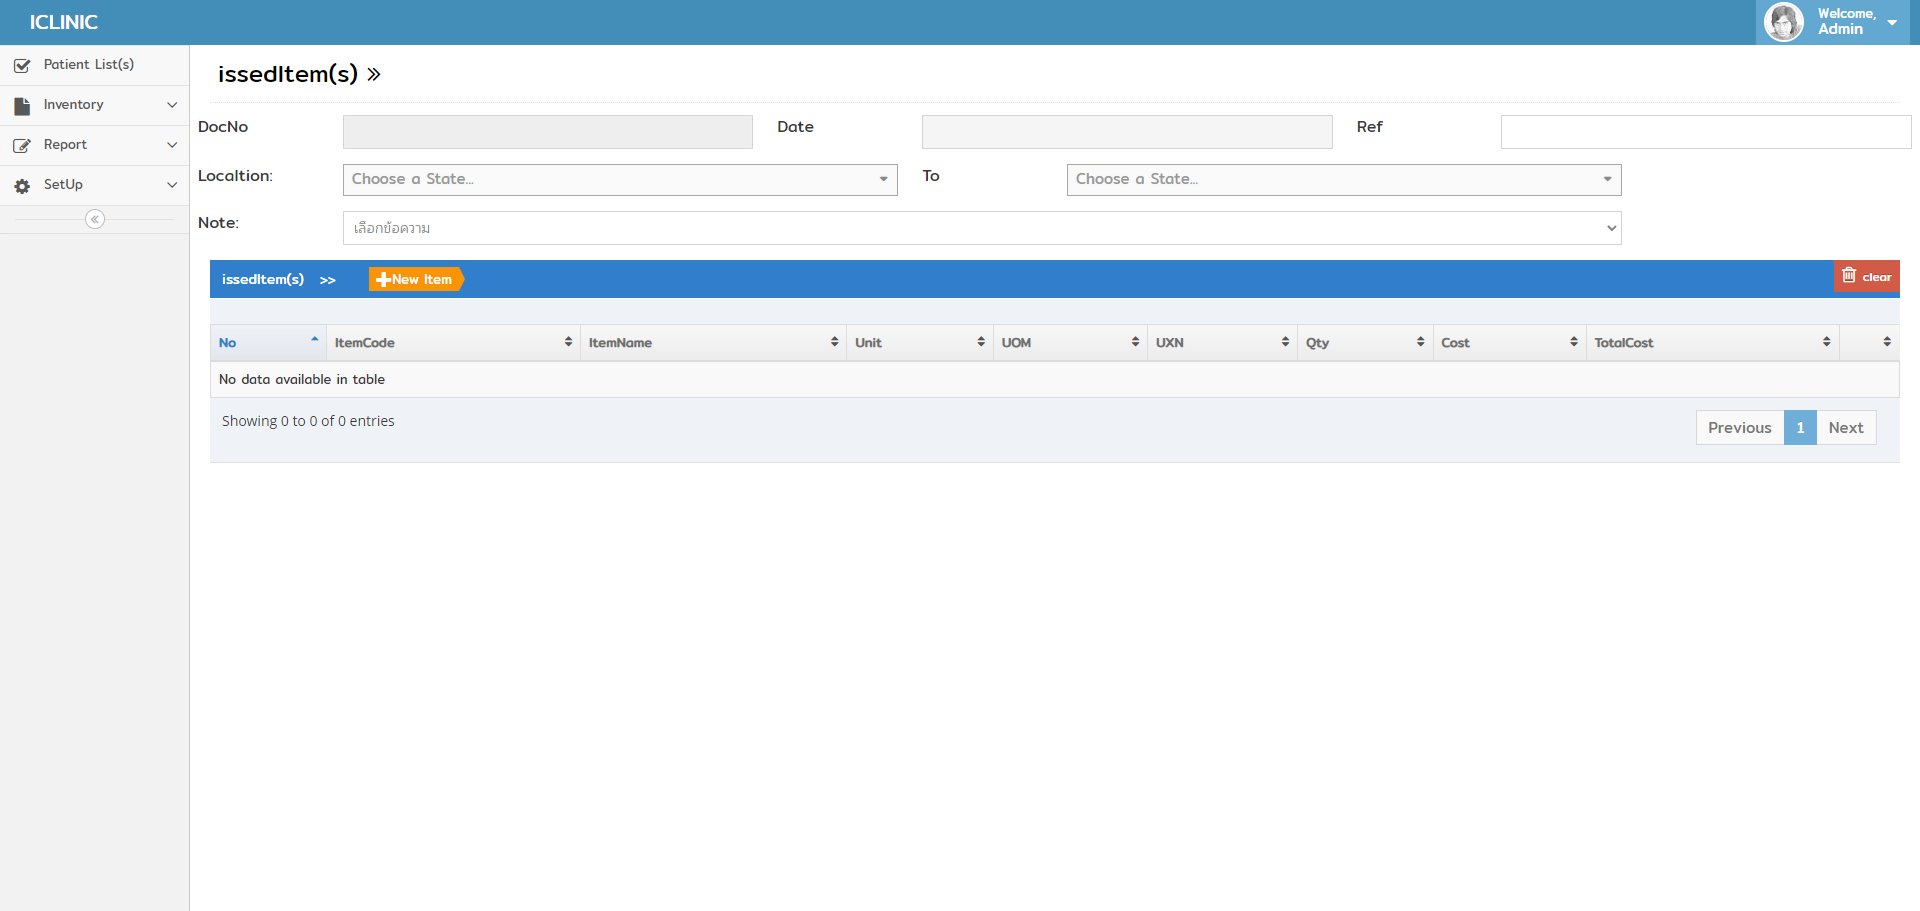 ICLINIC
Welcome,
Admin
Patient List(s)
Inventory
Report
SetUp
issedItem(s) »
DocNo
Date
Ref
Localtion:
Choose a State...
To
Choose a State...
Note:
เลือกข้อความ
issedItem(s) >>
New Item
clear
No ItemCode ItemName Unit UOM UXN Qty Cost TotalCost
No data available in table
Showing 0 to 0 of 0 entries
Previous 1 Next